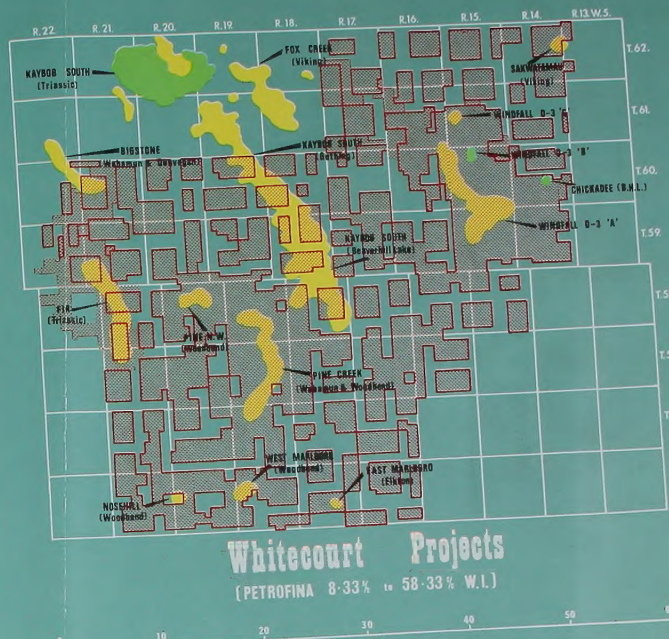 R.22. R.21. R.20. R.19. R.18. R.17. R.16. R.15. R.14. R.13.W.5.
T.62.
T.61.
T.60.
T.59.
FOX CREEK
(Viking)
KAYBOB SOUTH
(Triassic)
SAKWATAMAU
(Viking)
WINDFALL D-3
BIGSTONE
KAYBOB SOUTH
WINDFALL D-3 'B'
CHICKADEE (B.H.L.)
WINDFALL D-3 'A'
KAYBOB SOUTH
(Beaverhill Lake)
FIR
(Triassic)
PINE N.W.
(Woodbend)
PINE CREEK
(Wabamun & Woodbend)
WEST MARLBORO
(Woodbend)
EAST MARLBORO
(Elkton)
NOSEHILL
(Woodbend)
Whitecourt Projects
(PETROFINA 8·33% to 58·33% W.I.)
10 20 30 40 50